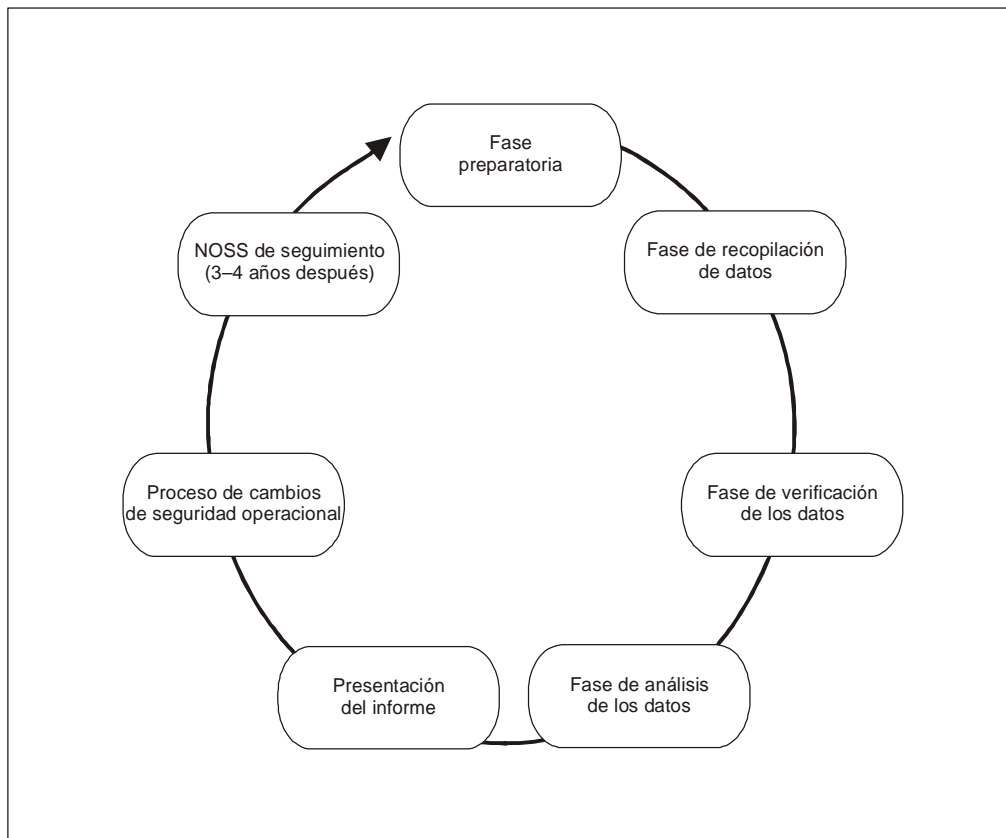 Fase
preparatoria
Fase de recopilación
de datos
Fase de verificación
de los datos
Fase de análisis
de los datos
Presentación
del informe
Proceso de cambios
de seguridad operacional
NOSS de seguimiento
(3–4 años después)